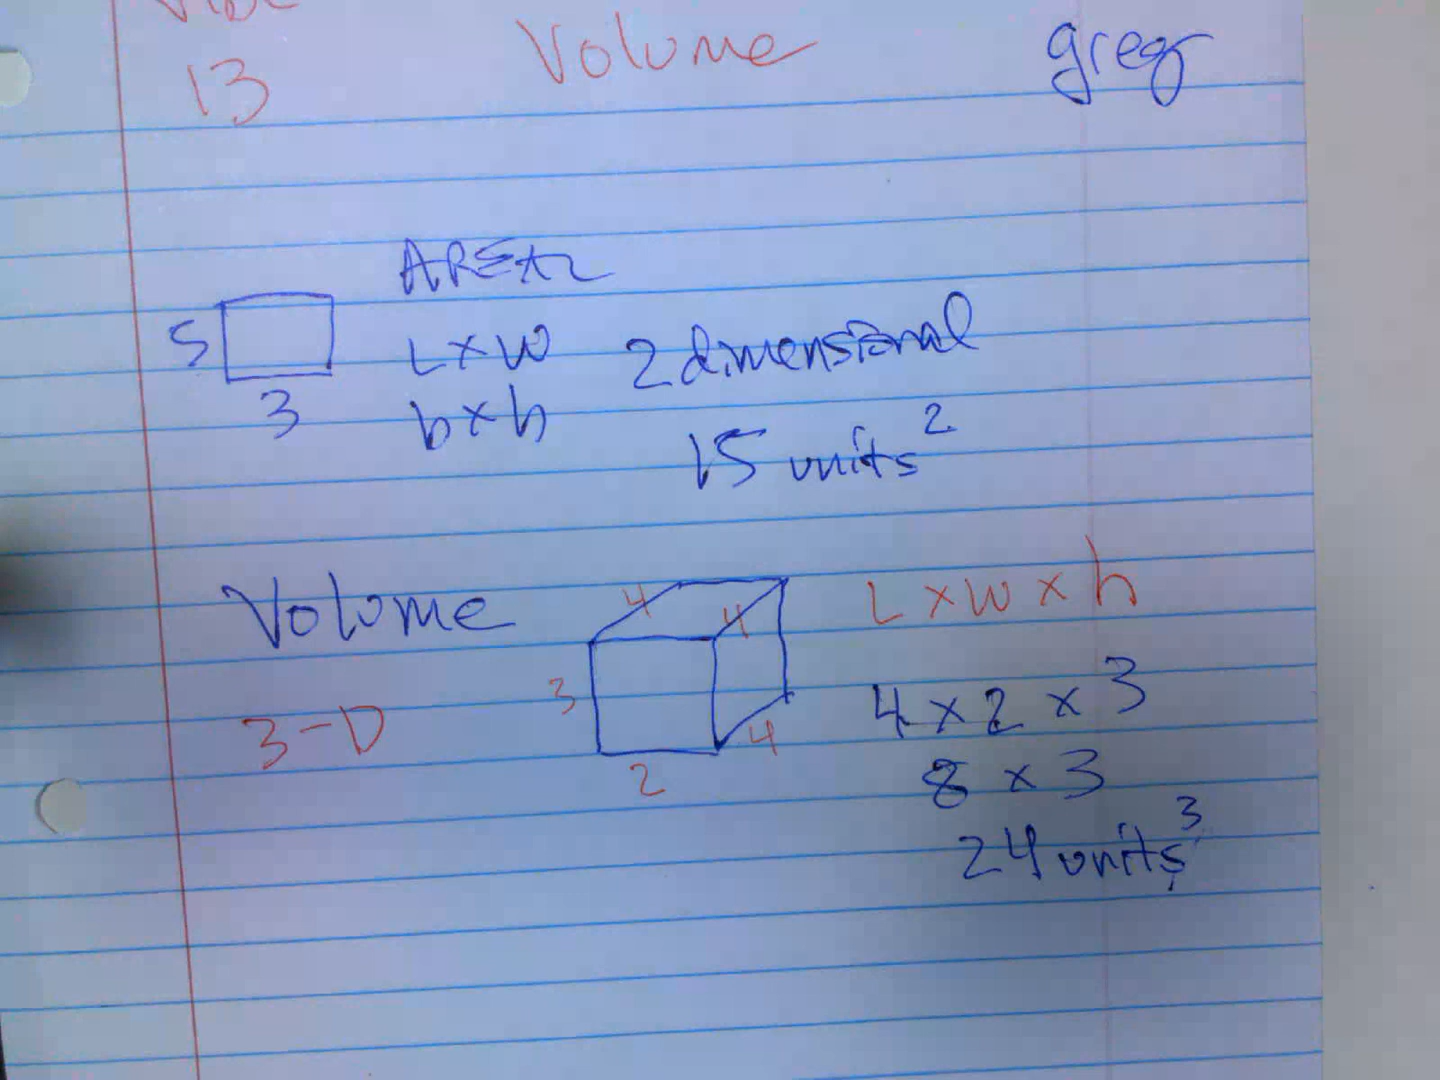 13 Volume greg
AREA
5 L x W 2 dimensional
3 b x h
15 units²
Volume 4 4 L x w x h
3-D 3 4 4 x 2 x 3
2 8 x 3
24 units³